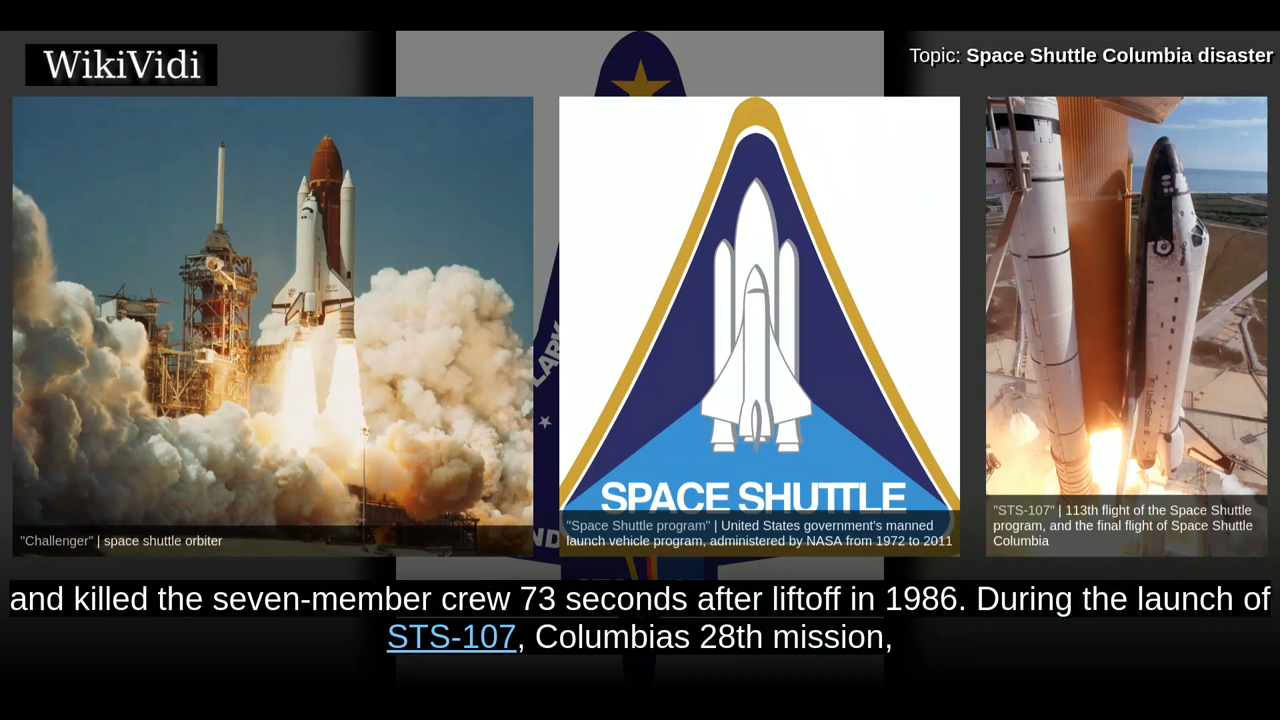 WikiVidi
Topic: Space Shuttle Columbia disaster
SPACE SHUTTLE
"Challenger" | space shuttle orbiter
"Space Shuttle program" | United States government's manned
launch vehicle program, administered by NASA from 1972 to 2011
"STS-107" | 113th flight of the Space Shuttle
program, and the final flight of Space Shuttle
Columbia
and killed the seven-member crew 73 seconds after liftoff in 1986. During the launch of
STS-107, Columbias 28th mission,